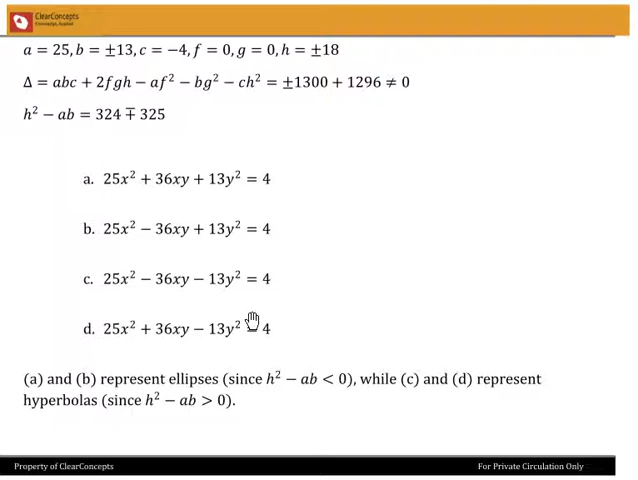 ClearConcepts
Knowledge, Applied
a = 25, b = ±13, c = −4, f = 0, g = 0, h = ±18
Δ = abc + 2fgh − af² − bg² − ch² = ±1300 + 1296 ≠ 0
h² − ab = 324 ∓ 325
a. 25x² + 36xy + 13y² = 4
b. 25x² − 36xy + 13y² = 4
c. 25x² − 36xy − 13y² = 4
d. 25x² + 36xy − 13y² = 4
(a) and (b) represent ellipses (since h² − ab < 0), while (c) and (d) represent
hyperbolas (since h² − ab > 0).
Property of ClearConcepts For Private Circulation Only